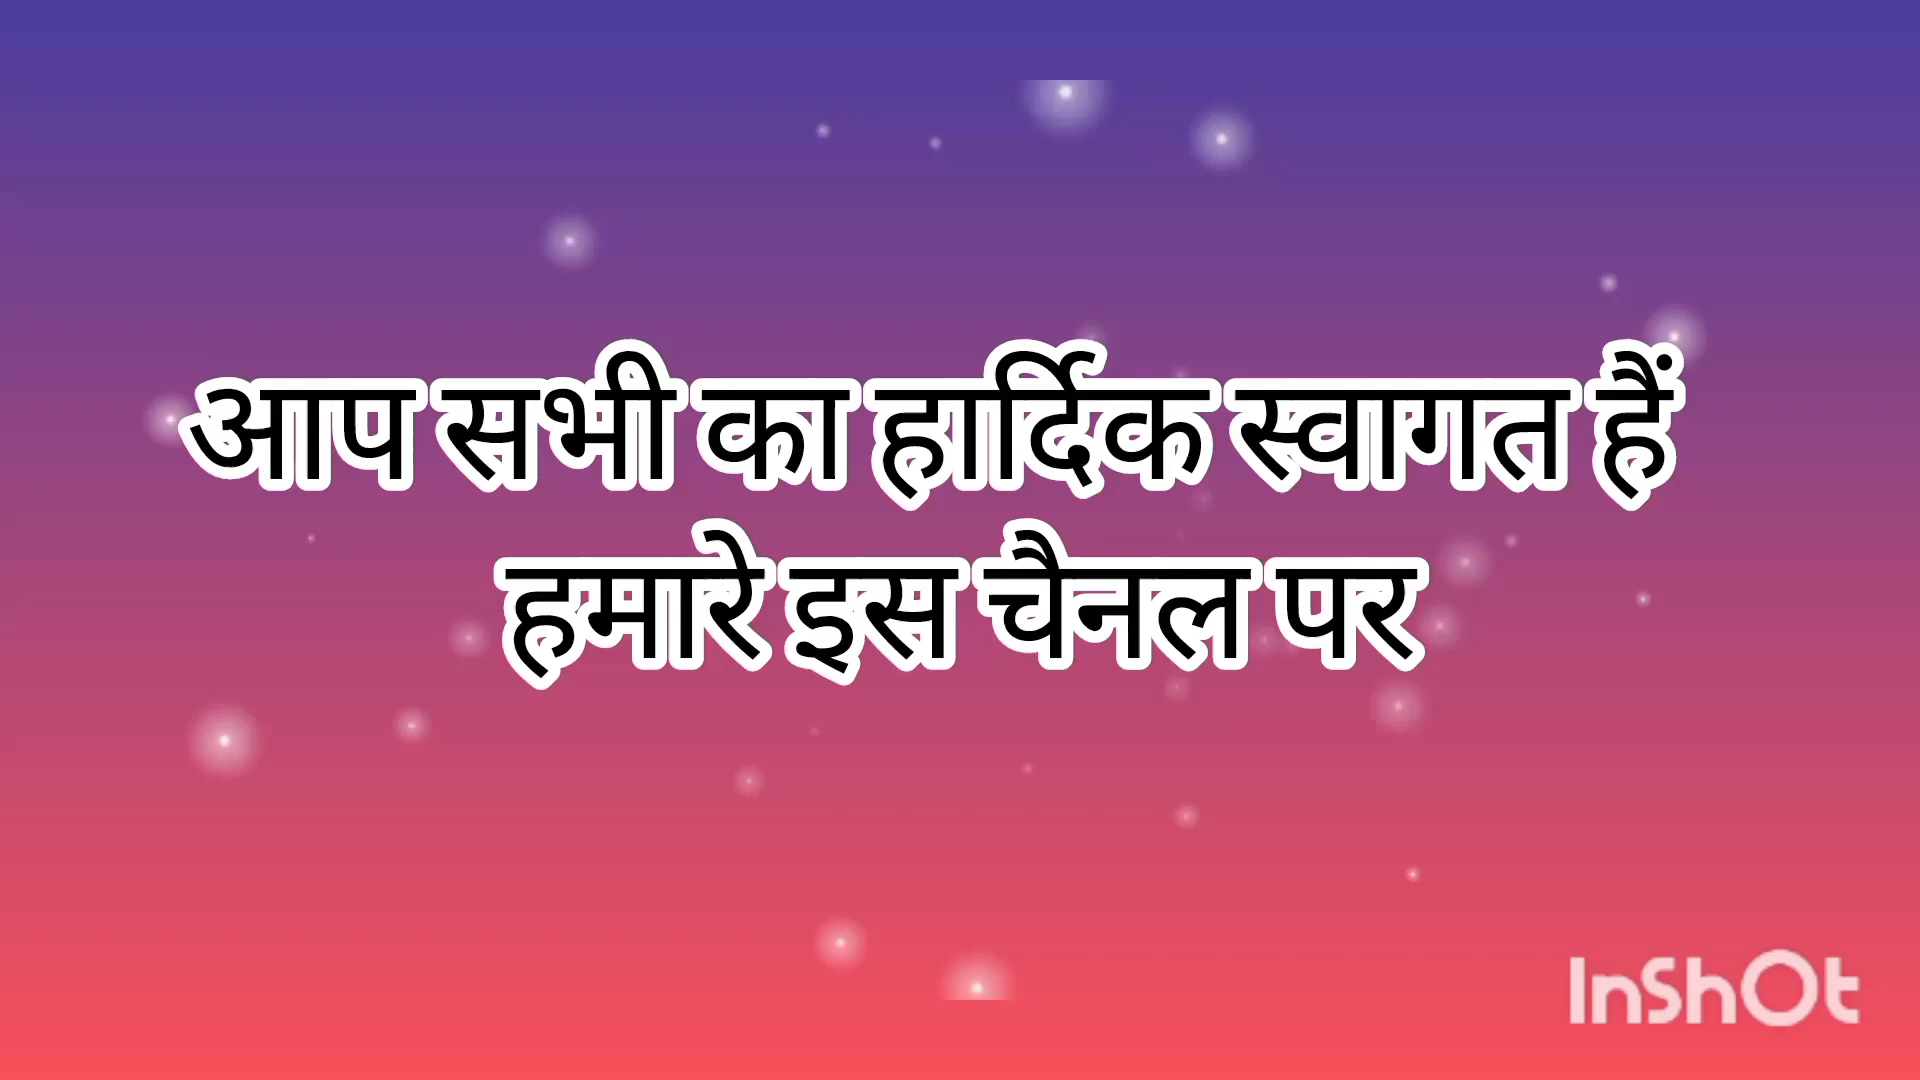 आप सभी का हार्दिक स्वागत हैं
हमारे इस चैनल पर
InShOt